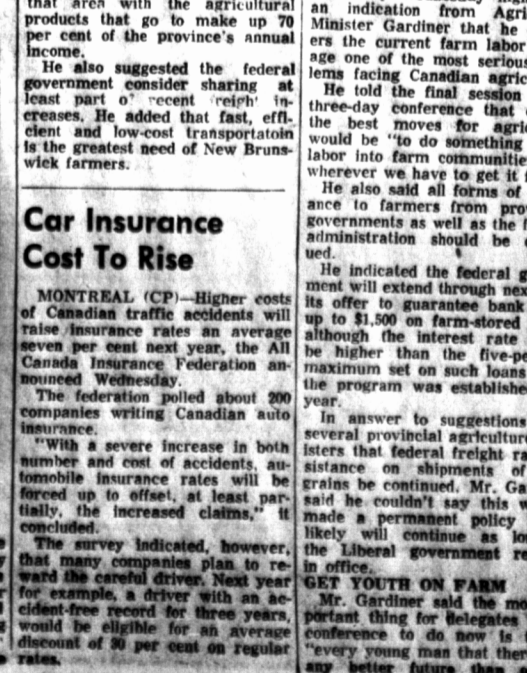 that area with the agricultural
products that go to make up 70
per cent of the province's annual
income.
He also suggested the federal
government consider sharing at
least part o' recent 'reigh' in-
creases. He added that fast, effi-
cient and low-cost transportatoin
is the greatest need of New Bruns-
wick farmers.
Car Insurance
Cost To Rise
MONTREAL (CP)—Higher costs
of Canadian traffic accidents will
raise insurance rates an average
seven per cent next year, the All
Canada Insurance Federation an-
nounced Wednesday.
The federation polled about 200
companies writing Canadian auto
insurance.
"With a severe increase in both
number and cost of accidents, au-
tomobile insurance rates will be
forced up to offset, at least par-
tially, the increased claims," it
concluded.
The survey indicated, however,
that many companies plan to re-
ward the careful driver. Next year
for example, a driver with an ac-
cident-free record for three years,
would be eligible for an average
discount of 30 per cent on regular
rates.
an indication from Agri
Minister Gardiner that he
ers the current farm labor
age one of the most serious
lems facing Canadian agric
He told the final session
three-day conference that
the best moves for agri
would be "to do something
labor into farm communitie
wherever we have to get it f
He also said all forms of
ance to farmers from pro
governments as well as the f
administration should be
ued.
He indicated the federal g
ment will extend through nex
its offer to guarantee bank
up to $1,500 on farm-stored
although the interest rate
be higher than the five-pe
maximum set on such loans
the program was establishe
year.
In answer to suggestions
several provincial agricultur
isters that federal freight ra
sistance on shipments of
grains be continued, Mr. Ga
said he couldn't say this w
made a permanent policy
likely will continue as lon
the Liberal government re
in office.
GET YOUTH ON FARM
Mr. Gardiner said the mo
portant thing for delegates
conference to do now is
"every young man that ther
any better future than a